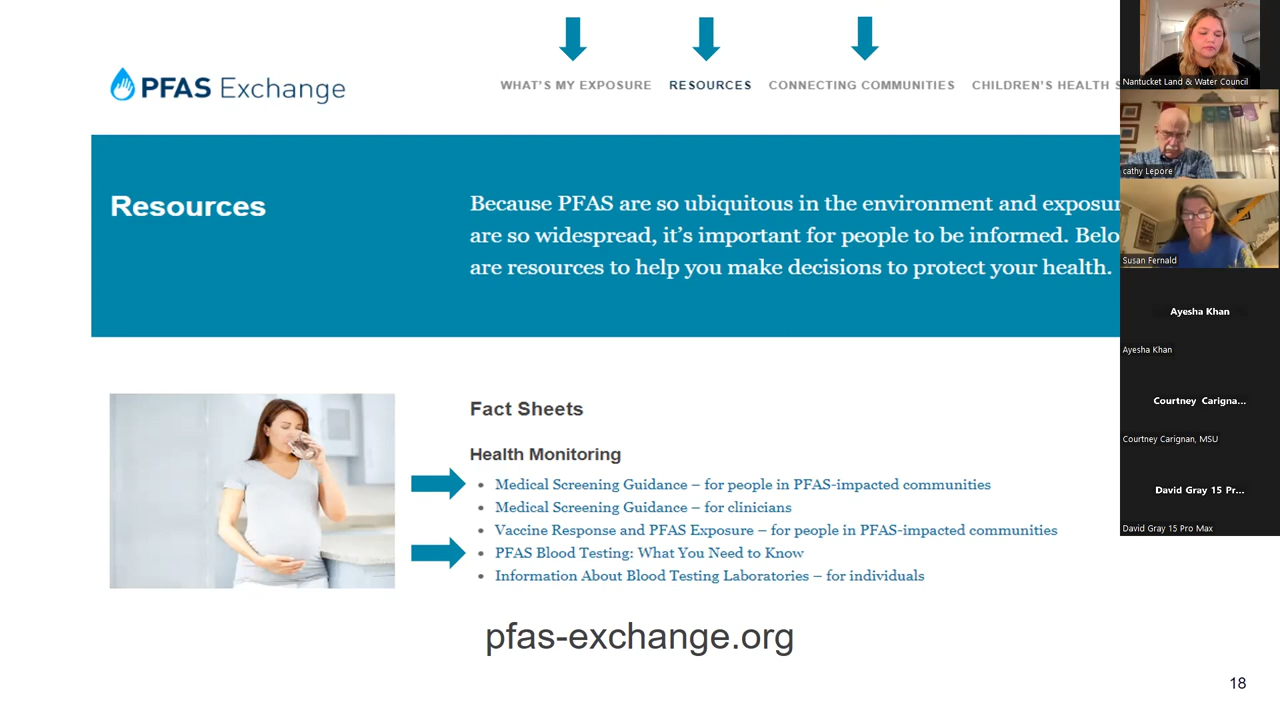 PFAS Exchange
WHAT'S MY EXPOSURE RESOURCES CONNECTING COMMUNITIES CHILDREN'S HEALTH
Resources
Because PFAS are so ubiquitous in the environment and
are so widespread, it's important for people to be informed.
are resources to help you make decisions to protect your health.
Fact Sheets
Health Monitoring
• Medical Screening Guidance – for people in PFAS-impacted communities
• Medical Screening Guidance – for clinicians
• Vaccine Response and PFAS Exposure – for people in PFAS-impacted communities
• PFAS Blood Testing: What You Need to Know
• Information About Blood Testing Laboratories – for individuals
pfas-exchange.org
18
Nantucket Land & Water Council
cathy Lepore
Susan Fernald
Ayesha Khan
Ayesha Khan
Courtney Carigna...
Courtney Carignan, MSU
David Gray 15 Pr...
David Gray 15 Pro Max